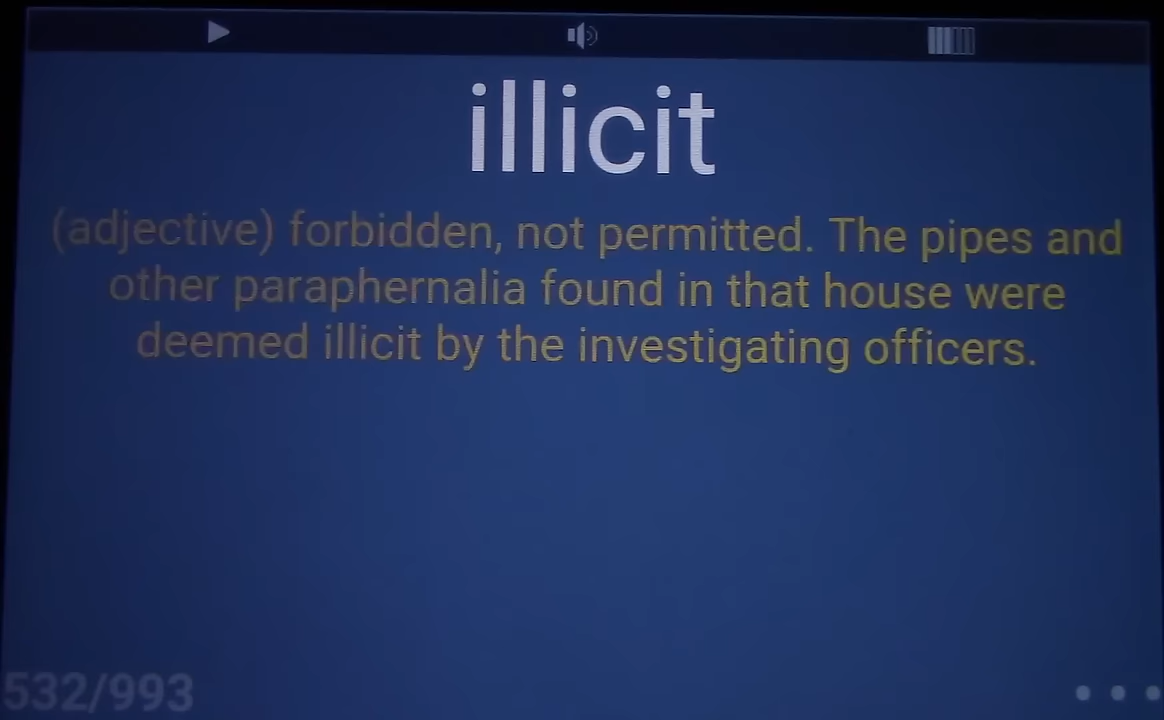 illicit
(adjective) forbidden, not permitted. The pipes and
other paraphernalia found in that house were
deemed illicit by the investigating officers.
532/993